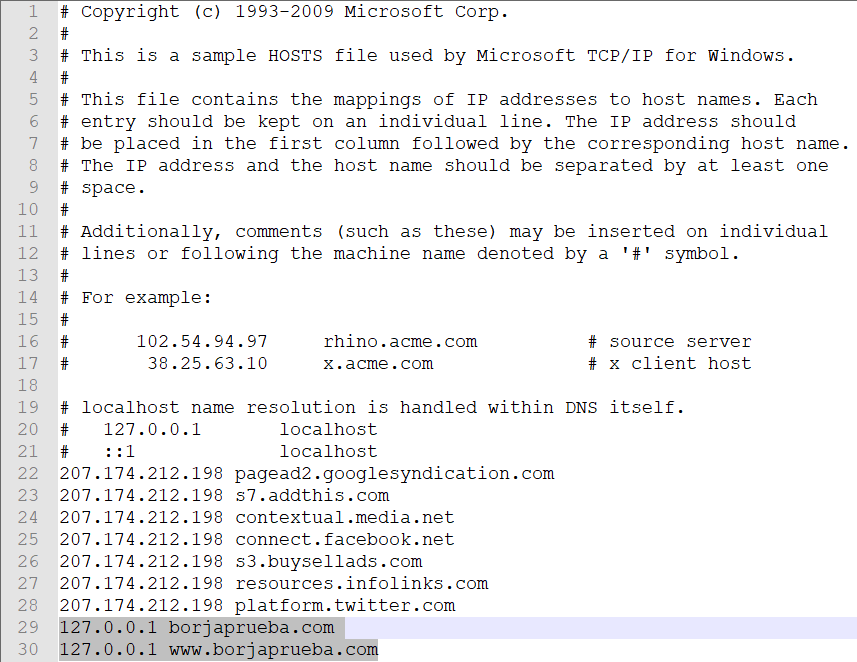 1 # Copyright (c) 1993-2009 Microsoft Corp.
2 #
3 # This is a sample HOSTS file used by Microsoft TCP/IP for Windows.
4 #
5 # This file contains the mappings of IP addresses to host names. Each
6 # entry should be kept on an individual line. The IP address should
7 # be placed in the first column followed by the corresponding host name.
8 # The IP address and the host name should be separated by at least one
9 # space.
10 #
11 # Additionally, comments (such as these) may be inserted on individual
12 # lines or following the machine name denoted by a '#' symbol.
13 #
14 # For example:
15 #
16 #      102.54.94.97     rhino.acme.com          # source server
17 #       38.25.63.10     x.acme.com              # x client host
18
19 # localhost name resolution is handled within DNS itself.
20 #   127.0.0.1       localhost
21 #   ::1             localhost
22 207.174.212.198 pagead2.googlesyndication.com
23 207.174.212.198 s7.addthis.com
24 207.174.212.198 contextual.media.net
25 207.174.212.198 connect.facebook.net
26 207.174.212.198 s3.buysellads.com
27 207.174.212.198 resources.infolinks.com
28 207.174.212.198 platform.twitter.com
29 127.0.0.1 borjaprueba.com
30 127.0.0.1 www.borjaprueba.com